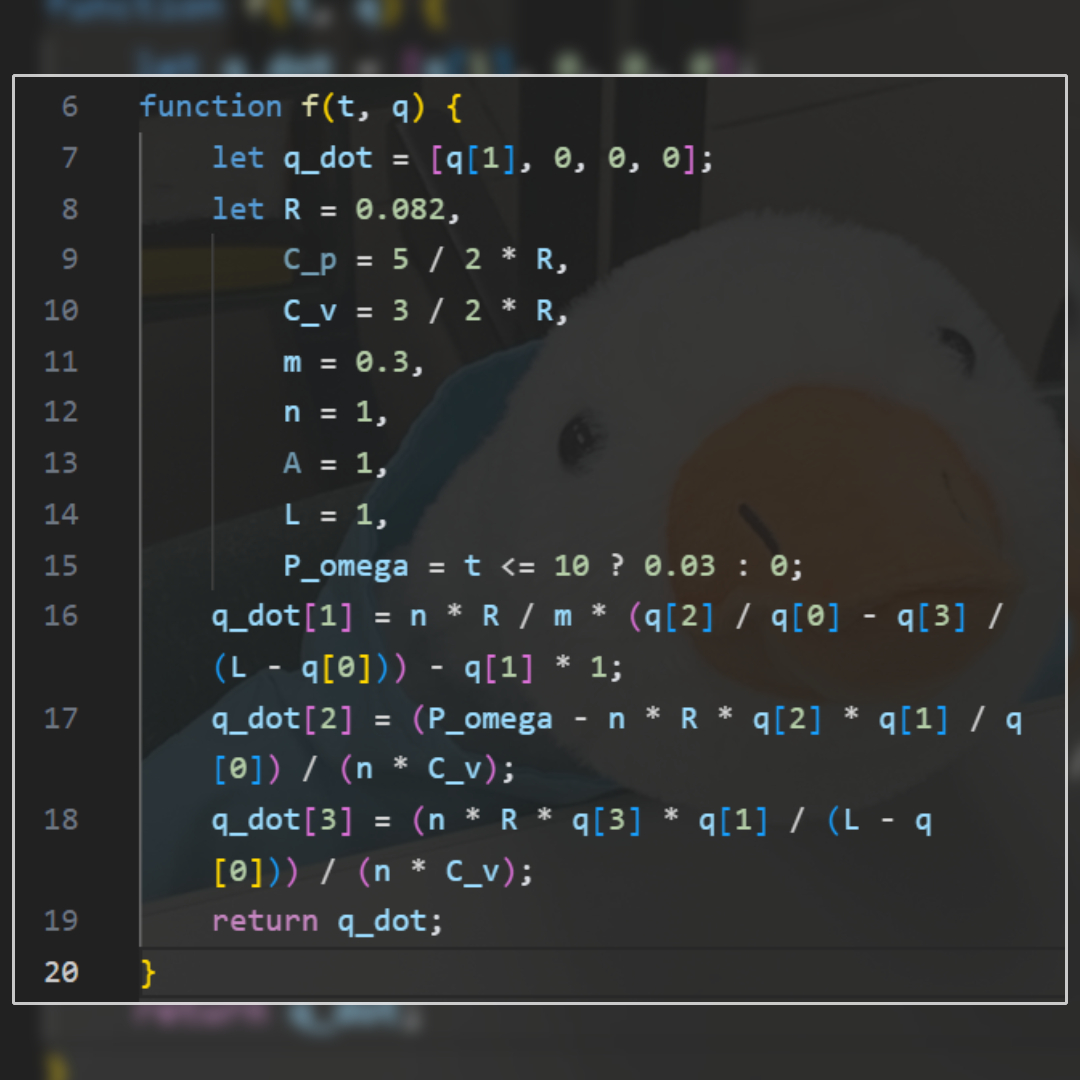 6 function f(t, q) {
7 let q_dot = [q[1], 0, 0, 0];
8 let R = 0.082,
9 C_p = 5 / 2 * R,
10 C_v = 3 / 2 * R,
11 m = 0.3,
12 n = 1,
13 A = 1,
14 L = 1,
15 P_omega = t <= 10 ? 0.03 : 0;
16 q_dot[1] = n * R / m * (q[2] / q[0] - q[3] /
(L - q[0])) - q[1] * 1;
17 q_dot[2] = (P_omega - n * R * q[2] * q[1] / q
[0]) / (n * C_v);
18 q_dot[3] = (n * R * q[3] * q[1] / (L - q
[0])) / (n * C_v);
19 return q_dot;
20 }